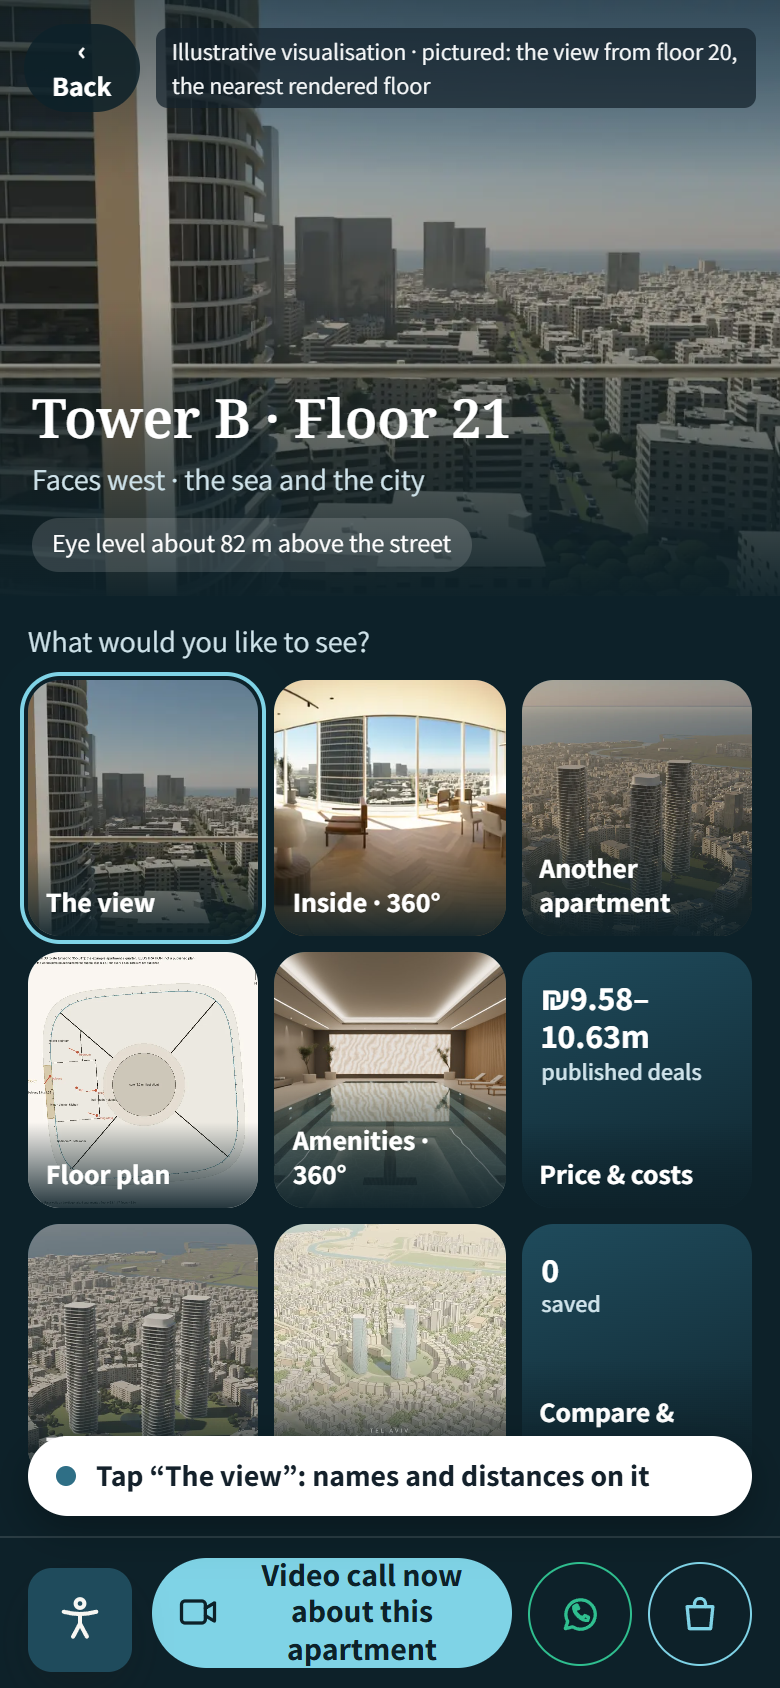 ‹
Back
Illustrative visualisation · pictured: the view from floor 20,
the nearest rendered floor
Tower B · Floor 21
Faces west · the sea and the city
Eye level about 82 m above the street
What would you like to see?
The view
Inside · 360°
Another
apartment
Floor plan
Amenities ·
360°
₪9.58–
10.63m
published deals
Price & costs
TEL AVIV
0
saved
Compare &
Tap “The view”: names and distances on it
Video call now
about this
apartment